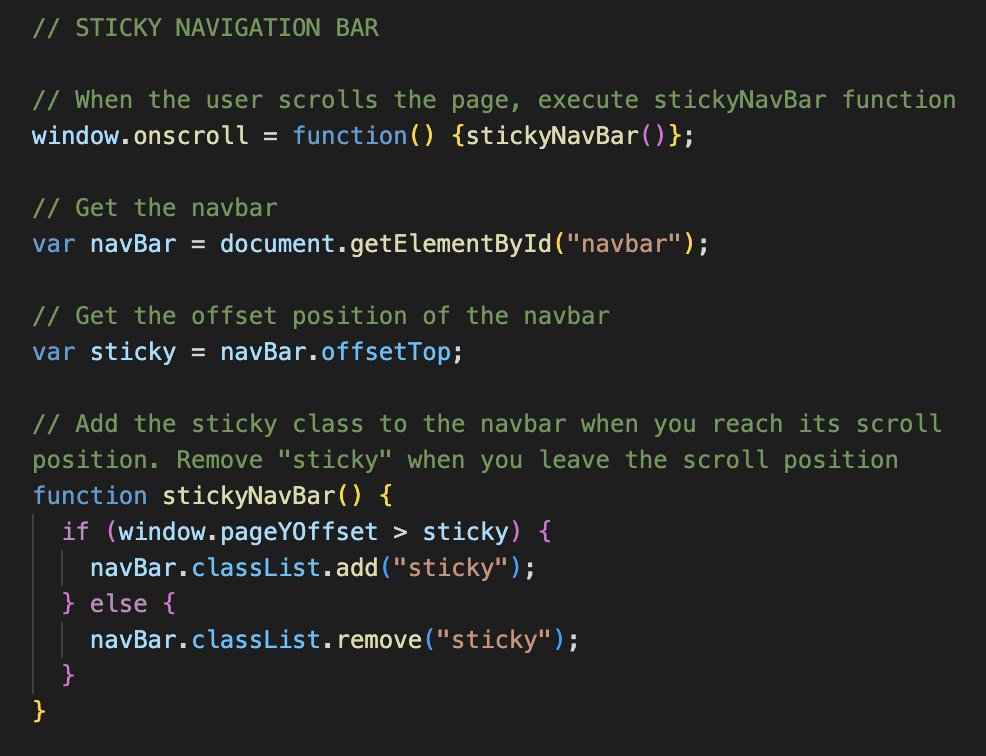 // STICKY NAVIGATION BAR
// When the user scrolls the page, execute stickyNavBar function
window.onscroll = function() {stickyNavBar()};
// Get the navbar
var navBar = document.getElementById("navbar");
// Get the offset position of the navbar
var sticky = navBar.offsetTop;
// Add the sticky class to the navbar when you reach its scroll
position. Remove "sticky" when you leave the scroll position
function stickyNavBar() {
  if (window.pageYOffset > sticky) {
    navBar.classList.add("sticky");
  } else {
    navBar.classList.remove("sticky");
  }
}